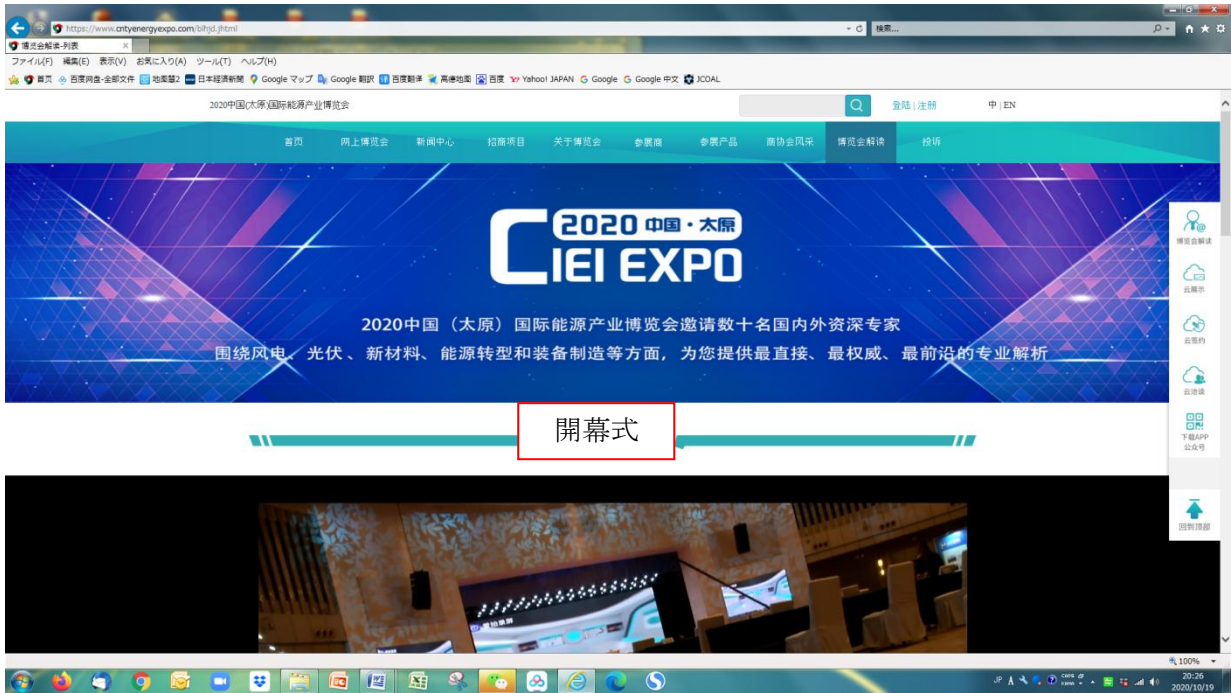 https://www.cntyenergyexpo.com/blhjd.jhtml
検索...
博览会解读-列表
ファイル(F) 編集(E) 表示(V) お気に入り(A) ツール(T) ヘルプ(H)
首页 百度网盘-全部文件 地图慧2 日本経済新聞 Google マップ Google 翻訳 百度翻译 高德地图 百度 Yahoo! JAPAN Google Google 中文 JCOAL
2020中国(太原)国际能源产业博览会
登陆 | 注册
中 | EN
首页 网上博览会 新闻中心 招商项目 关于博览会 参展商 参展产品 商协会风采 博览会解读 投诉
2020 中国·太原
CIEI EXPO
2020中国（太原）国际能源产业博览会邀请数十名国内外资深专家
围绕风电、光伏、新材料、能源转型和装备制造等方面，为您提供最直接、最权威、最前沿的专业解析
博览会解读
云展示
云签约
云洽谈
下载APP
公众号
回到顶部
開幕式
100%
JP
20:26
2020/10/19